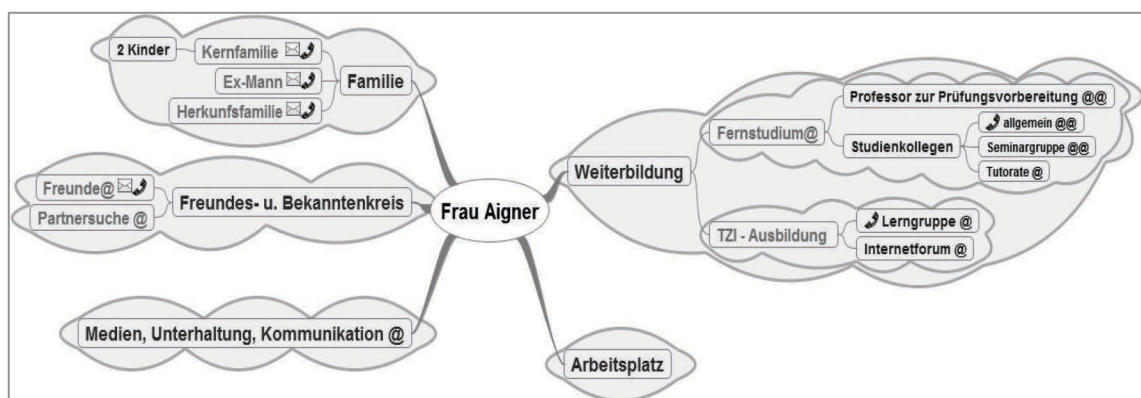 2 Kinder
Kernfamilie
Ex-Mann
Herkunfsfamilie
Familie
Freunde@
Partnersuche @
Freundes- u. Bekanntenkreis
Medien, Unterhaltung, Kommunikation @
Frau Aigner
Weiterbildung
Fernstudium@
Professor zur Prüfungsvorbereitung @@
Studienkollegen
allgemein @@
Seminargruppe @@
Tutorate @
TZI - Ausbildung
Lerngruppe @
Internetforum @
Arbeitsplatz